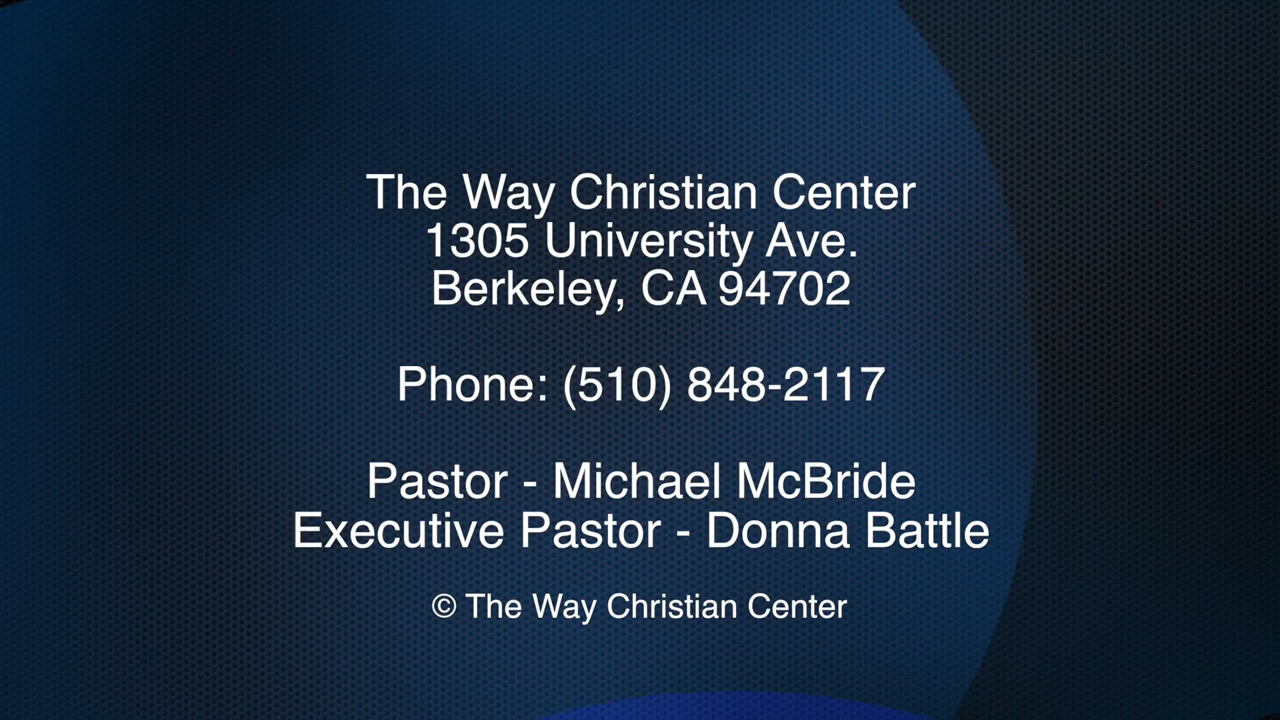 The Way Christian Center
1305 University Ave.
Berkeley, CA 94702
Phone: (510) 848-2117
Pastor - Michael McBride
Executive Pastor - Donna Battle
© The Way Christian Center